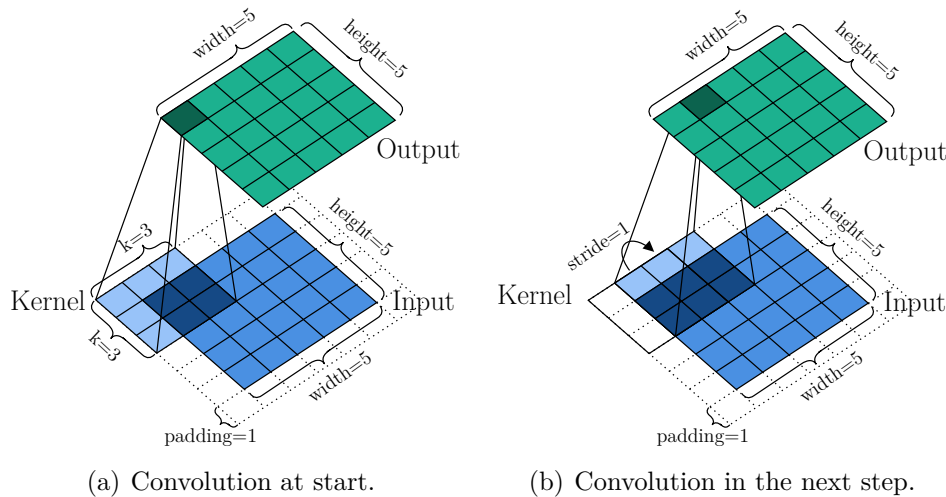 width=5
height=5
Output
k=3
height=5
Kernel
Input
k=3
width=5
padding=1
(a) Convolution at start.
width=5
height=5
Output
stride=1
height=5
Kernel
Input
width=5
padding=1
(b) Convolution in the next step.